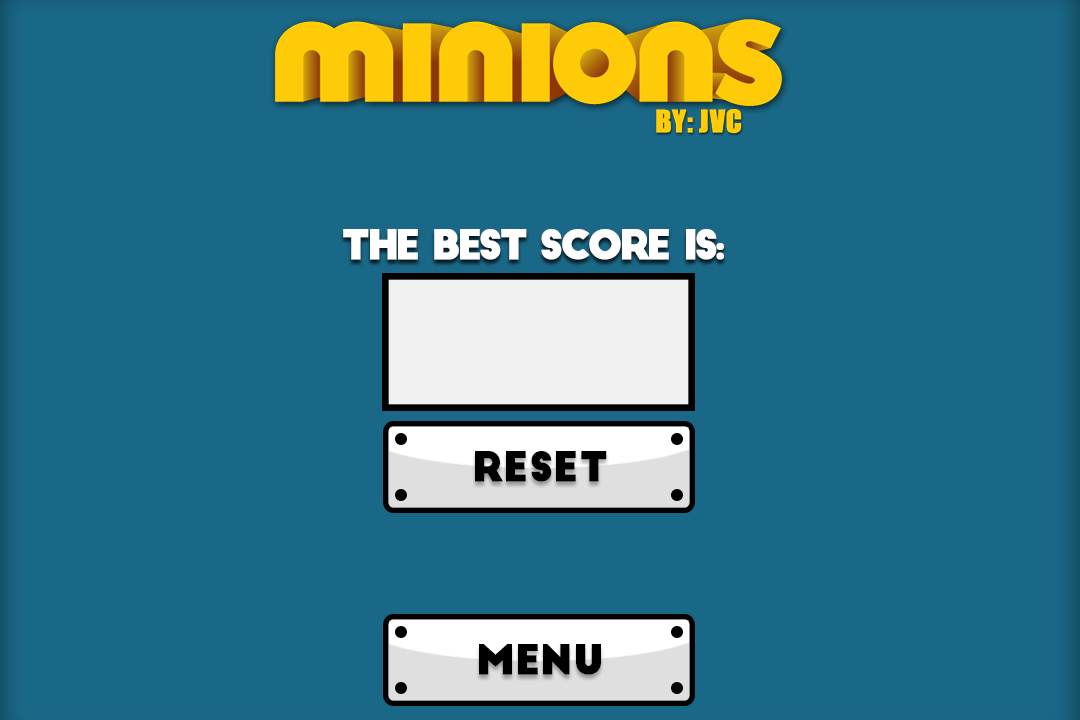 MINIONS
BY: JVC
THE BEST SCORE IS:
RESET
MENU